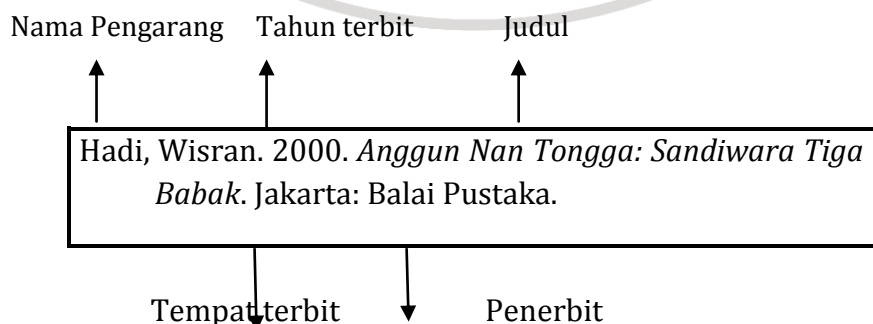 Nama Pengarang Tahun terbit Judul
Hadi, Wisran. 2000. Anggun Nan Tongga: Sandiwara Tiga
Babak. Jakarta: Balai Pustaka.
Tempat terbit Penerbit